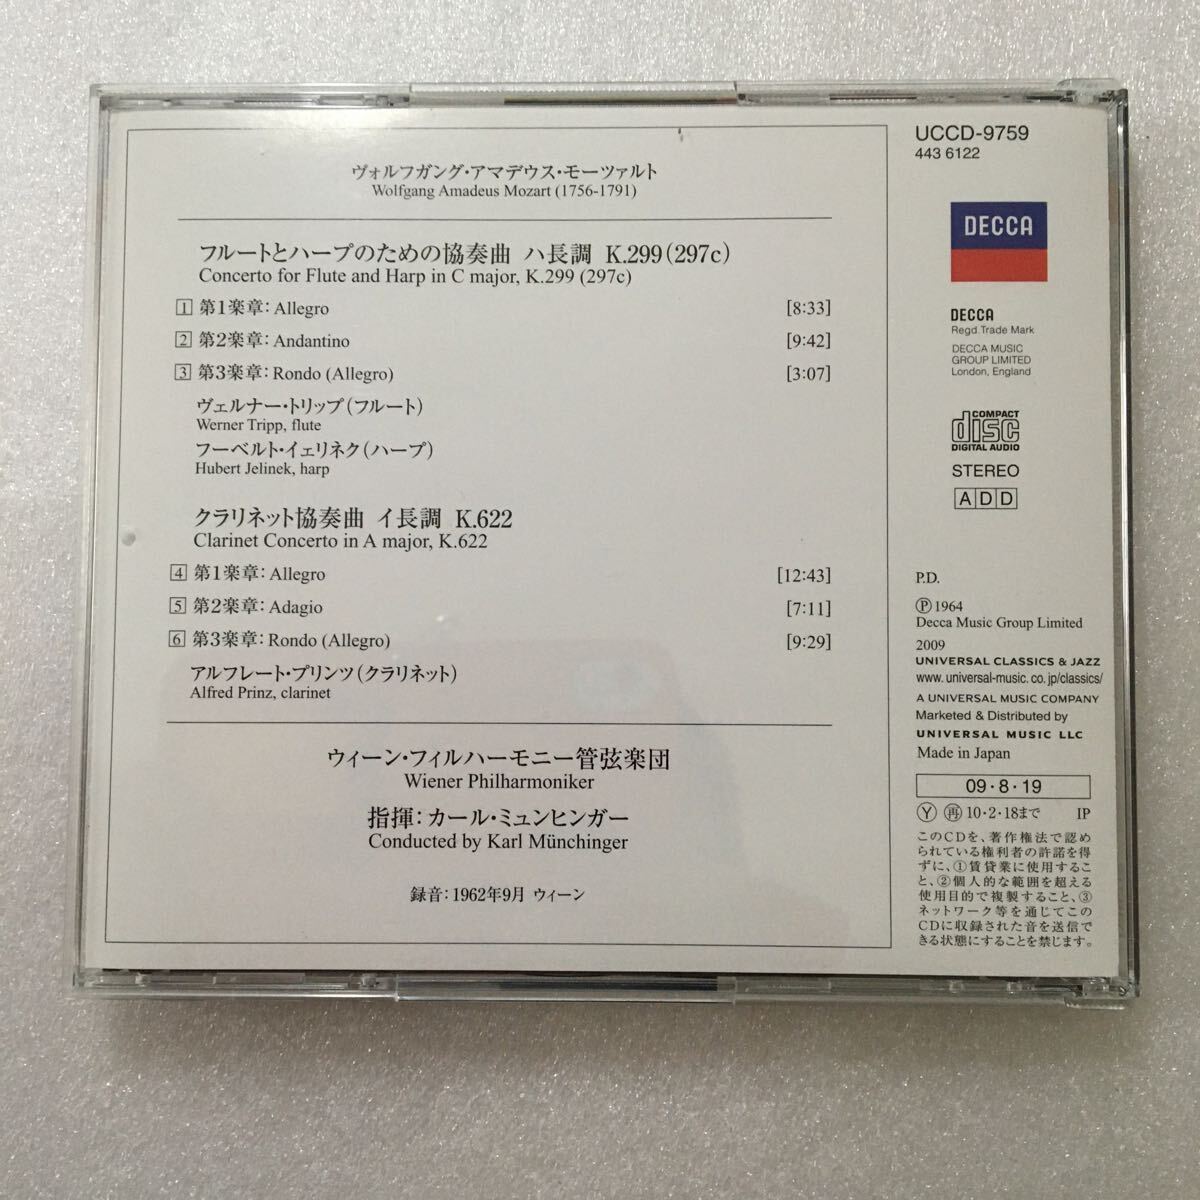 ヴォルフガング・アマデウス・モーツァルト
Wolfgang Amadeus Mozart (1756-1791)
フルートとハープのための協奏曲 ハ長調 K.299(297c)
Concerto for Flute and Harp in C major, K.299 (297c)
1 第1楽章: Allegro [8:33]
2 第2楽章: Andantino [9:42]
3 第3楽章: Rondo (Allegro) [3:07]
ヴェルナー・トリップ(フルート)
Werner Tripp, flute
フーベルト・イェリネク(ハープ)
Hubert Jelinek, harp
クラリネット協奏曲 イ長調 K.622
Clarinet Concerto in A major, K.622
4 第1楽章: Allegro [12:43]
5 第2楽章: Adagio [7:11]
6 第3楽章: Rondo (Allegro) [9:29]
アルフレート・プリンツ(クラリネット)
Alfred Prinz, clarinet
ウィーン・フィルハーモニー管弦楽団
Wiener Philharmoniker
指揮:カール・ミュンヒンガー
Conducted by Karl Münchinger
録音:1962年9月 ウィーン
UCCD-9759
443 6122
DECCA
DECCA
Regd. Trade Mark
DECCA MUSIC
GROUP LIMITED
London, England
COMPACT
disc
DIGITAL AUDIO
STEREO
ADD
P.D.
Ⓟ1964
Decca Music Group Limited
2009
UNIVERSAL CLASSICS & JAZZ
www.universal-music.co.jp/classics/
A UNIVERSAL MUSIC COMPANY
Marketed & Distributed by
UNIVERSAL MUSIC LLC
Made in Japan
09・8・19
Ⓨ 再 10・2・18まで IP
このCDを、著作権法で認め
られている権利者の許諾を得
ずに、①賃貸業に使用するこ
と、②個人的な範囲を超える
使用目的で複製すること、③
ネットワーク等を通じてこの
CDに収録された音を送信で
きる状態にすることを禁じます。